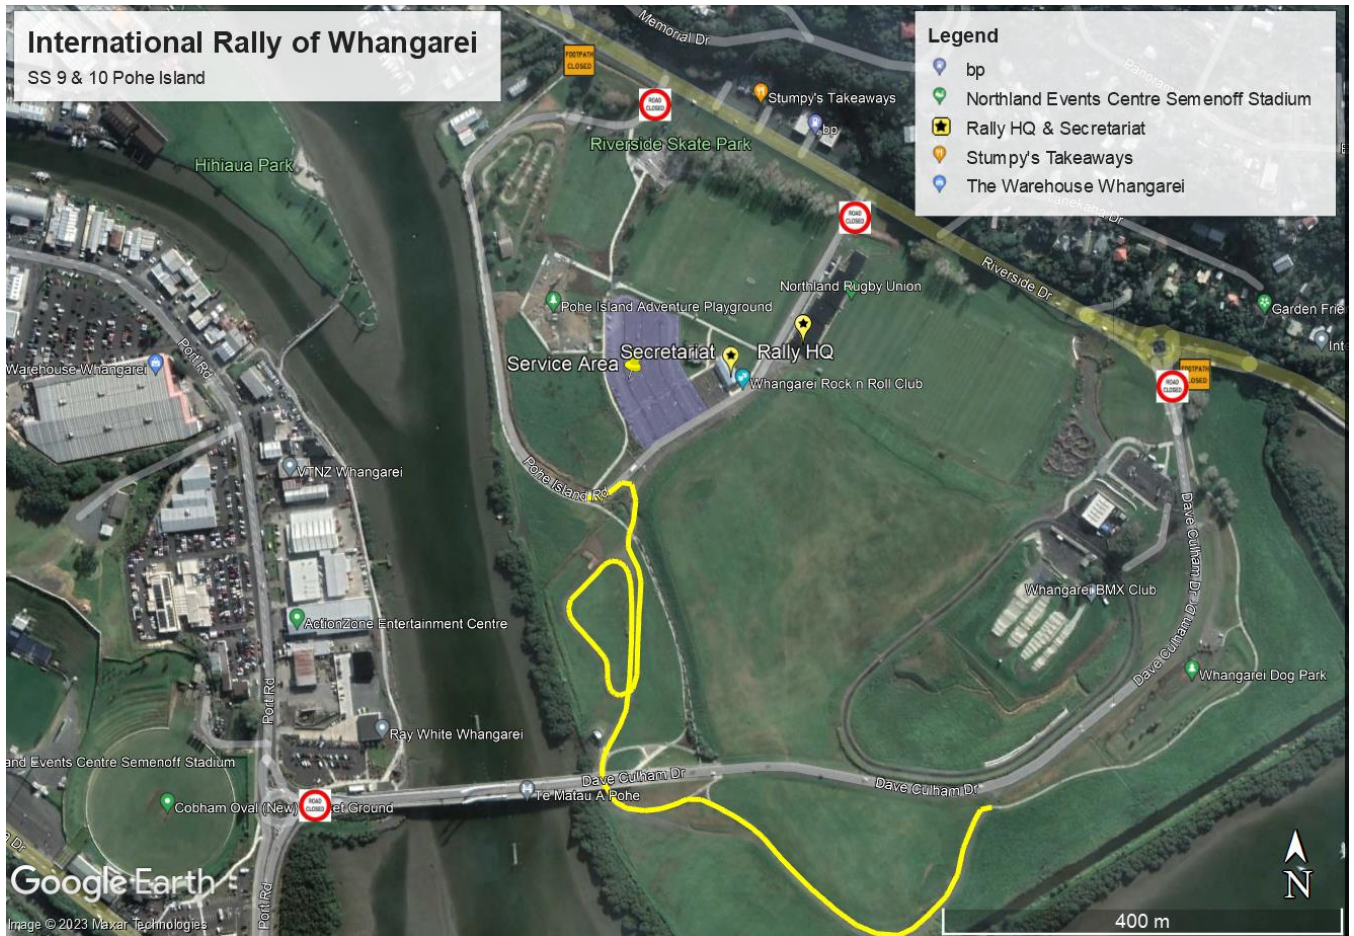 International Rally of Whangarei
SS 9 & 10 Pohe Island
Legend
bp
Northland Events Centre Semenoff Stadium
Rally HQ & Secretariat
Stumpy's Takeaways
The Warehouse Whangarei
Memorial Dr
FOOTPATH
CLOSED
ROAD
CLOSED
Stumpy's Takeaways
bp
Riverside Skate Park
Hihiaua Park
ROAD
CLOSED
Riverside Dr
Northland Rugby Union
Pohe Island Adventure Playground
Garden
Port Rd
Warehouse Whangarei
Service Area
Secretariat
Rally HQ
Whangarei Rock n Roll Club
ROAD
CLOSED
FOOTPATH
CLOSED
VTNZ Whangarei
Pohe Island Rd
Dave Culham Dr
Whangarei BMX Club
ActionZone Entertainment Centre
Dave Culham Dr
Whangarei Dog Park
Port Rd
Ray White Whangarei
Events Centre Semenoff Stadium
Dave Culham Dr
Dave Culham Dr
Te Matau A Pohe
ROAD
CLOSED
Cobham Oval (New) Ground
Port Rd
Google Earth
Image © 2023 Maxar Technologies
N
400 m